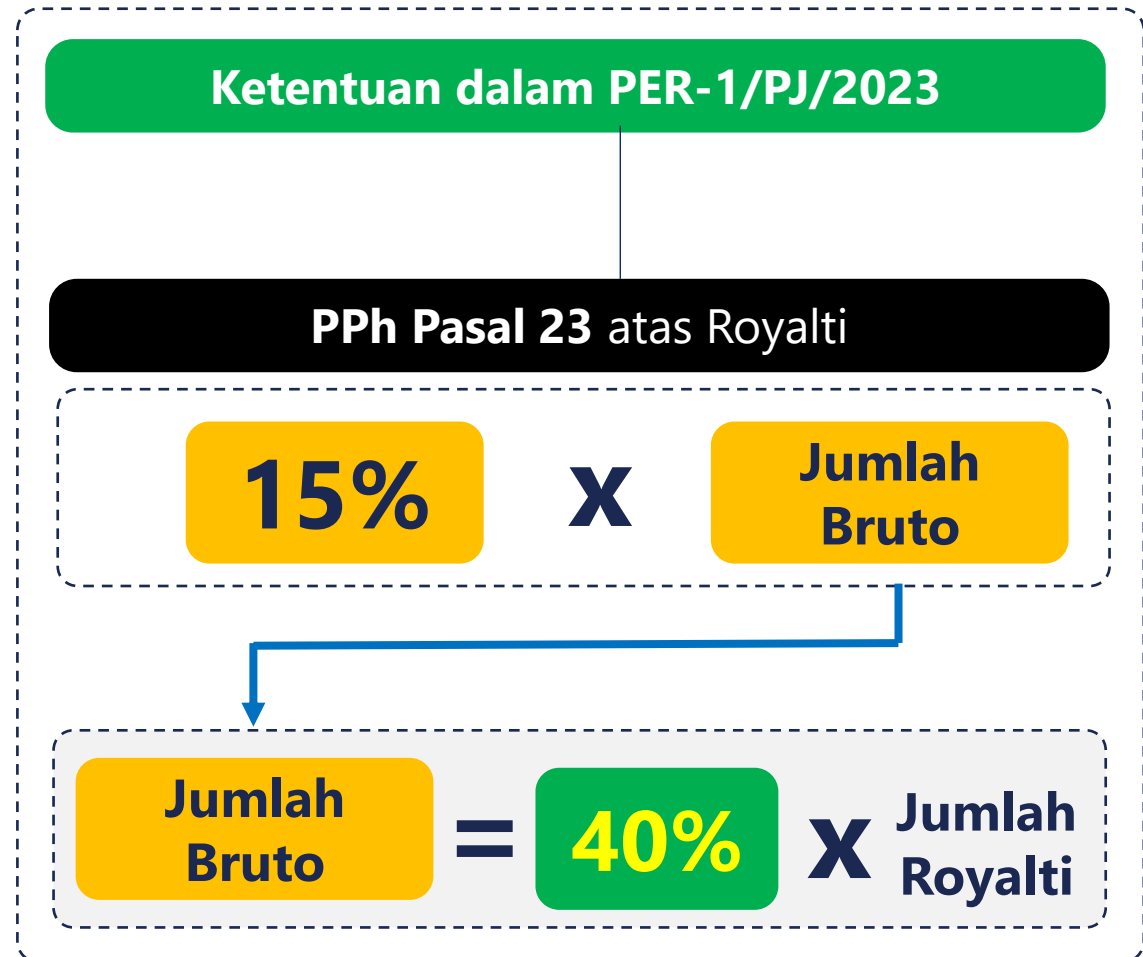 Ketentuan dalam PER-1/PJ/2023
PPh Pasal 23 atas Royalti
15% x Jumlah
Bruto
Jumlah
Bruto = 40% x Jumlah
Royalti